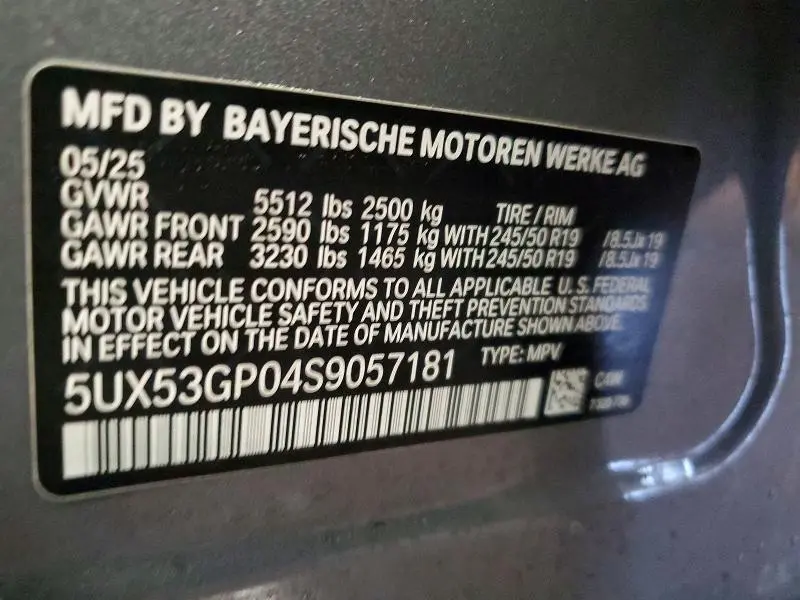 MFD BY BAYERISCHE MOTOREN WERKE AG
05/25
GVWR 5512 lbs 2500 kg TIRE / RIM
GAWR FRONT 2590 lbs 1175 kg WITH 245/50 R19 /8.5Jx19
GAWR REAR 3230 lbs 1465 kg WITH 245/50 R19 /8.5Jx19
THIS VEHICLE CONFORMS TO ALL APPLICABLE U.S. FEDERAL
MOTOR VEHICLE SAFETY AND THEFT PREVENTION STANDARDS
IN EFFECT ON THE DATE OF MANUFACTURE SHOWN ABOVE.
5UX53GP04S9057181 TYPE: MPV